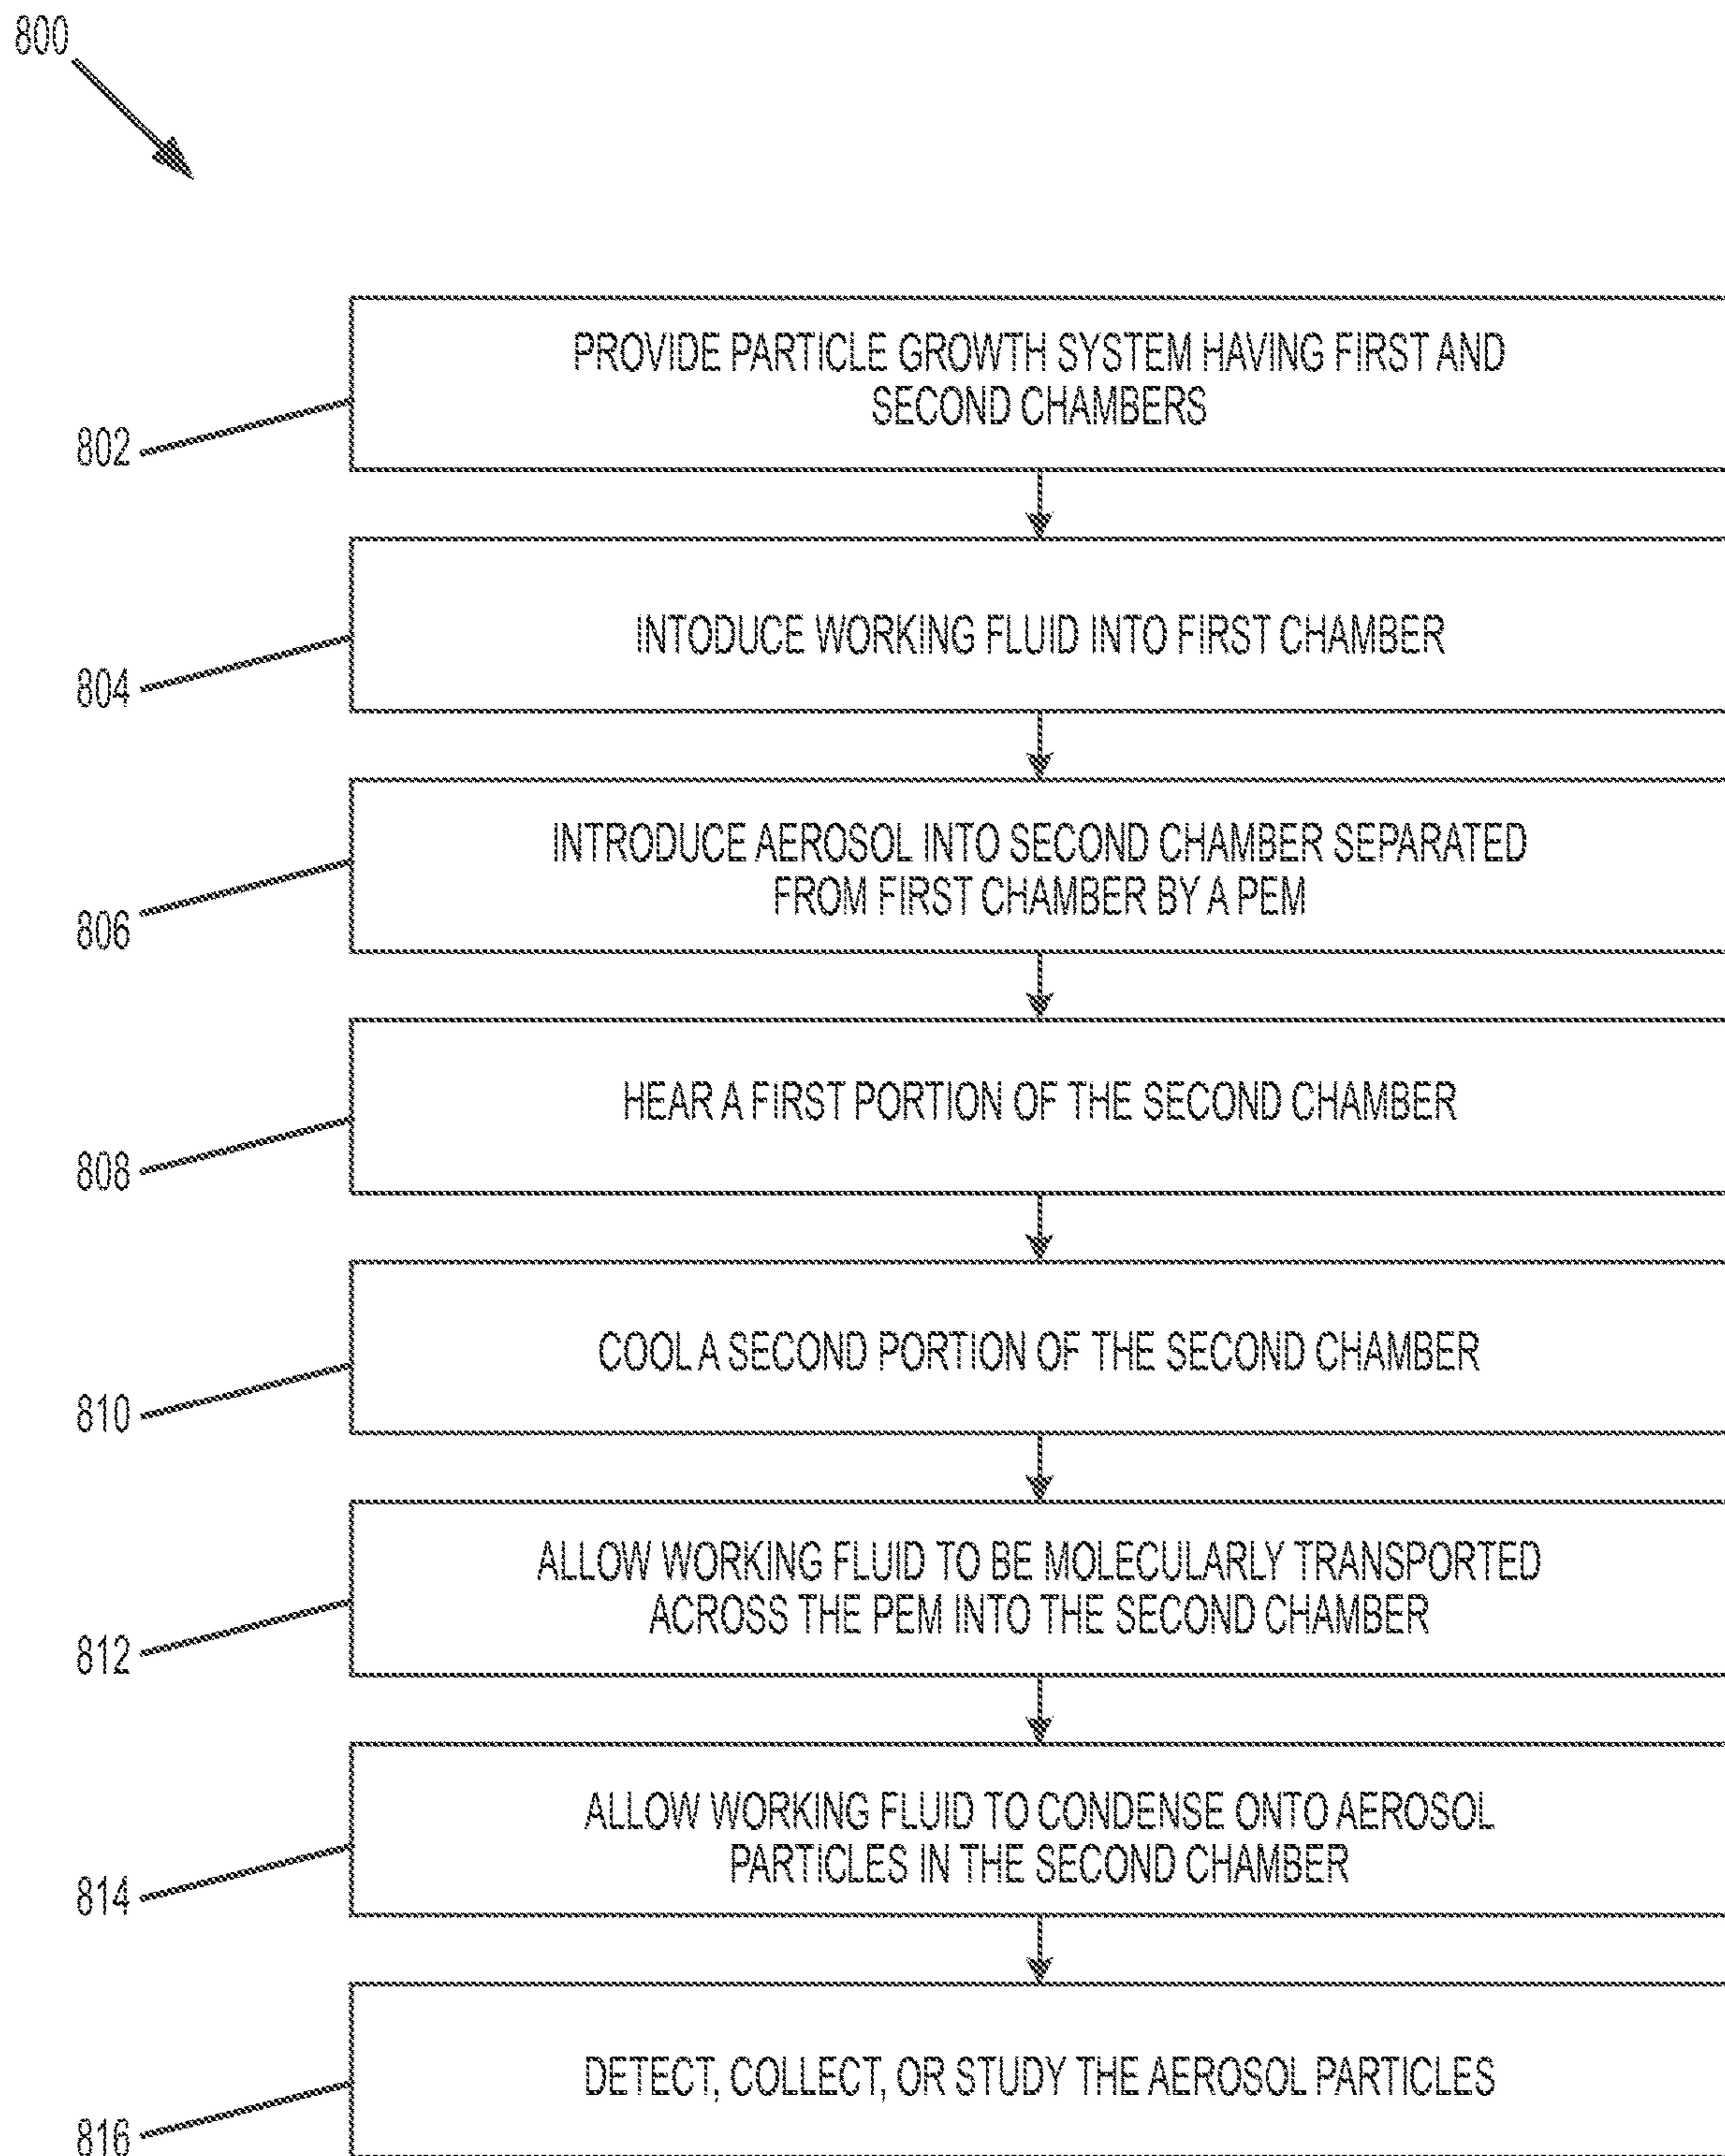 800
PROVIDE PARTICLE GROWTH SYSTEM HAVING FIRST AND
SECOND CHAMBERS
802
INTODUCE WORKING FLUID INTO FIRST CHAMBER
804
INTRODUCE AEROSOL INTO SECOND CHAMBER SEPARATED
FROM FIRST CHAMBER BY A PEM
806
HEAR A FIRST PORTION OF THE SECOND CHAMBER
808
COOL A SECOND PORTION OF THE SECOND CHAMBER
810
ALLOW WORKING FLUID TO BE MOLECULARLY TRANSPORTED
ACROSS THE PEM INTO THE SECOND CHAMBER
812
ALLOW WORKING FLUID TO CONDENSE ONTO AEROSOL
PARTICLES IN THE SECOND CHAMBER
814
DETECT, COLLECT, OR STUDY THE AEROSOL PARTICLES
816